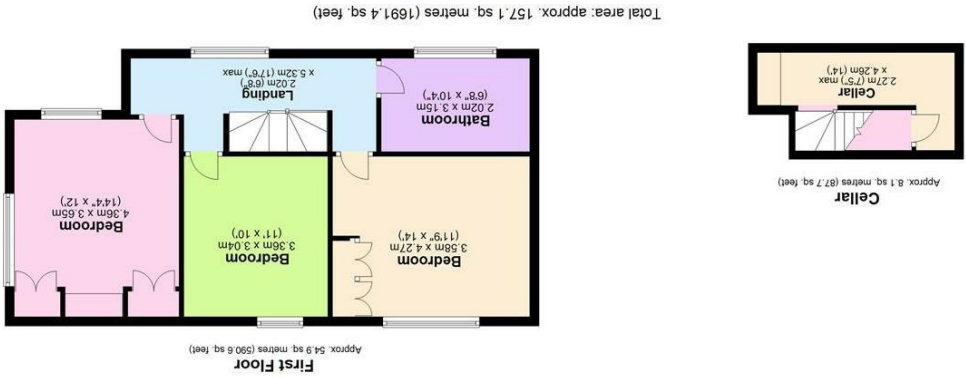 First Floor
Approx. 54.9 sq. metres (590.6 sq. feet)
Bedroom
3.58m x 4.27m
(11'9" x 14')
Bedroom
3.36m x 3.04m
(11' x 10')
Bedroom
4.36m x 3.65m
(14'4" x 12')
Bathroom
2.02m x 3.15m
(6'8" x 10'4")
Landing
2.02m (6'8")
x 5.32m (17'6") max
Cellar
Approx. 8.1 sq. metres (87.7 sq. feet)
Cellar
2.27m (7'5") max
x 4.26m (14')
Total area: approx. 157.1 sq. metres (1691.4 sq. feet)